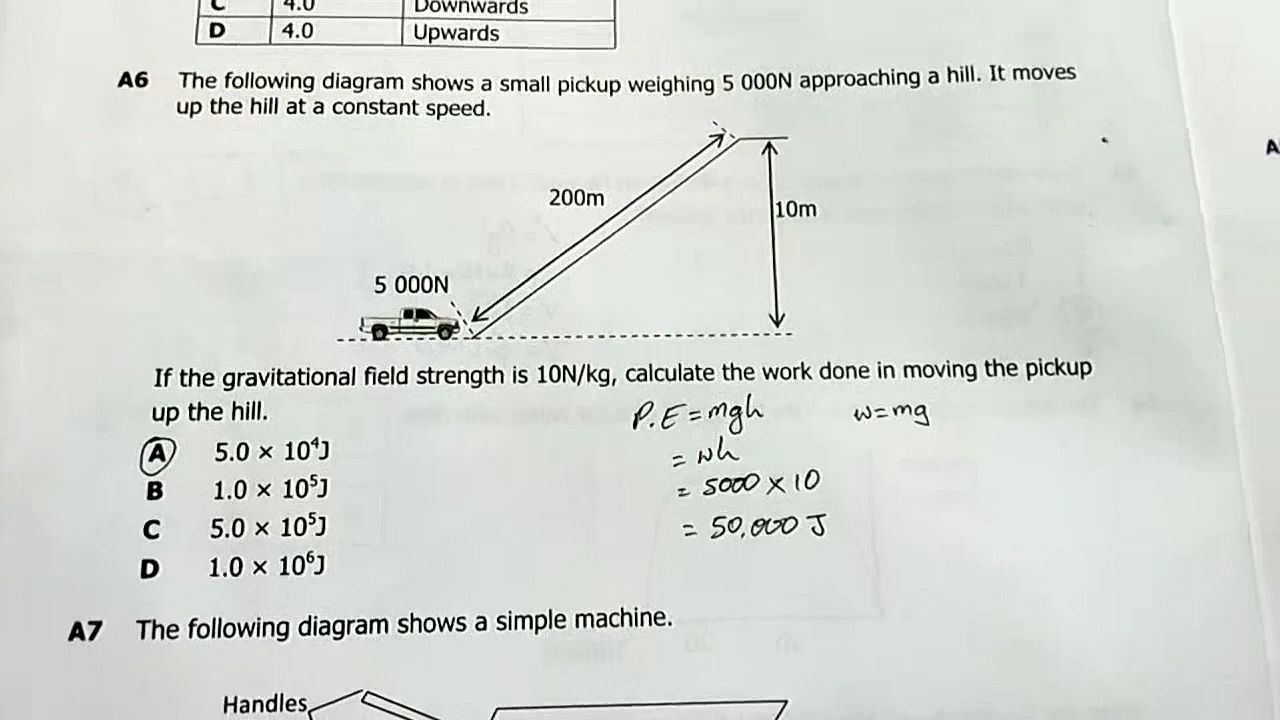 C 4.0 Downwards
D 4.0 Upwards
A6 The following diagram shows a small pickup weighing 5 000N approaching a hill. It moves
up the hill at a constant speed.
200m
10m
5 000N
If the gravitational field strength is 10N/kg, calculate the work done in moving the pickup
up the hill.
P.E = mgh w=mg
= wh
= 5000 × 10
= 50,000 J
A 5.0 × 10⁴J
B 1.0 × 10⁵J
C 5.0 × 10⁵J
D 1.0 × 10⁶J
A7 The following diagram shows a simple machine.
Handles
A